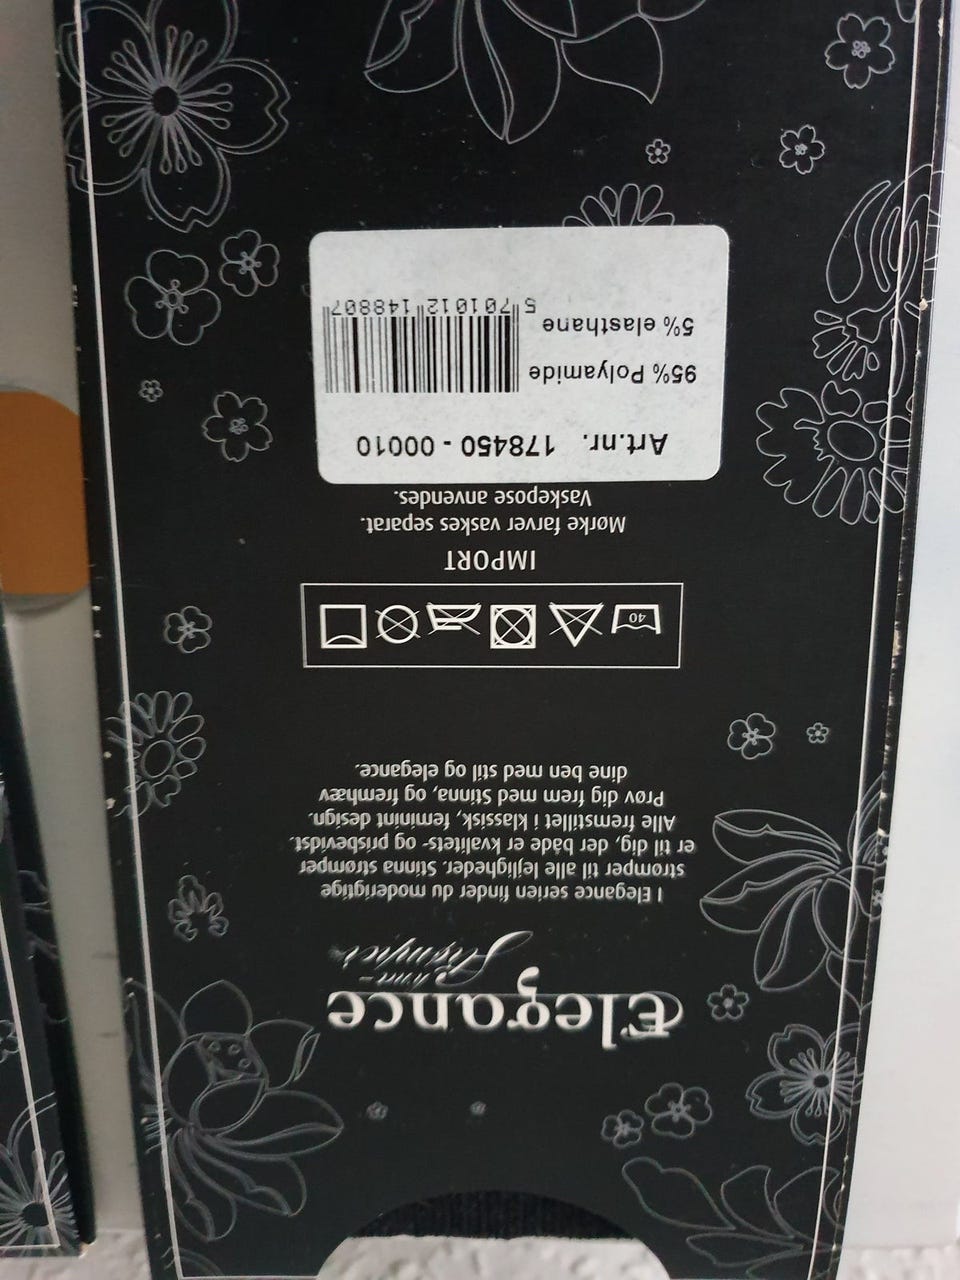 Elegance
I Elegance serien finder du moderigtige
strømper til alle lejligheder. Stinna strømper
er til dig, der både er kvalitets- og prisbevidst.
Alle fremstillet i klassisk, feminint design.
Prøv dig frem med Stinna, og fremhæv
dine ben med stil og elegance.
40
IMPORT
Mørke farver vaskes separat.
Vaskepose anvendes.
Art.nr. 178450 - 00010
95% Polyamide
5% elasthane
5 701012 148807